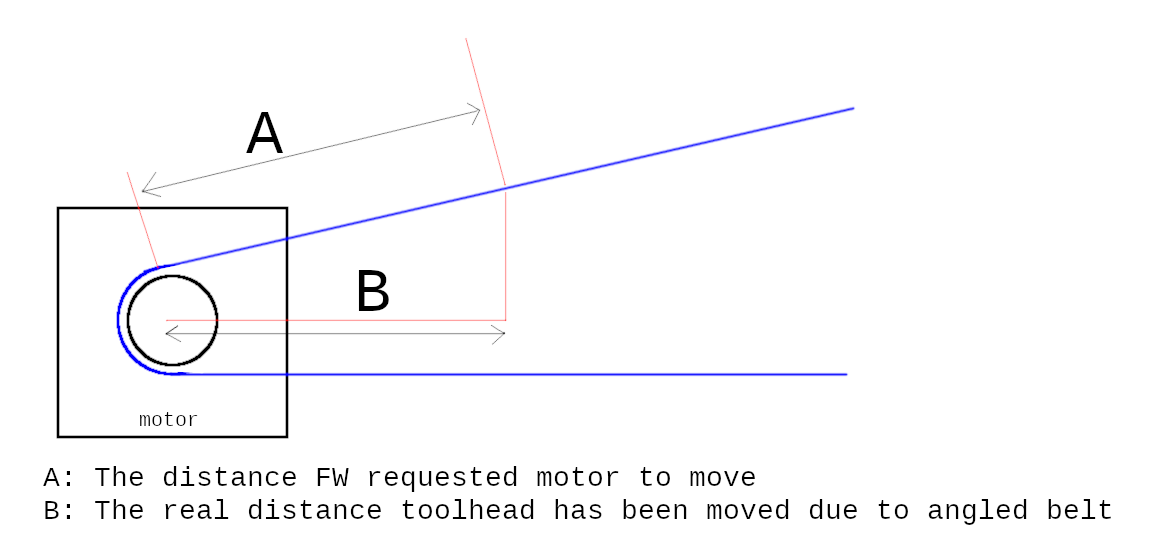 A
B
motor
A: The distance FW requested motor to move
B: The real distance toolhead has been moved due to angled belt